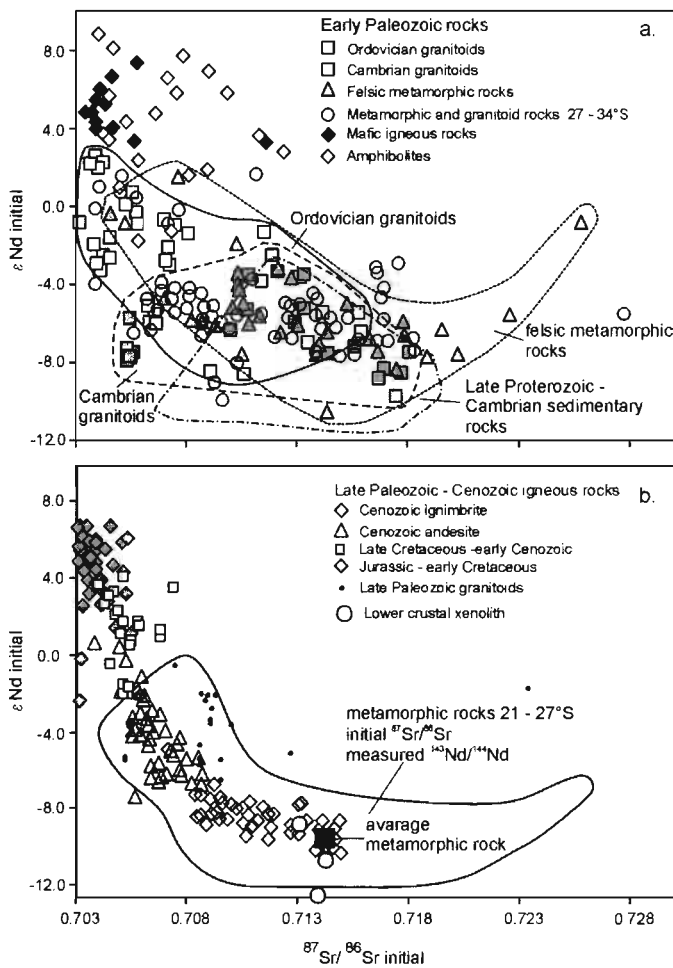 a.
Early Paleozoic rocks
Ordovician granitoids
Cambrian granitoids
Felsic metamorphic rocks
Metamorphic and granitoid rocks 27 - 34°S
Mafic igneous rocks
Amphibolites
8.0
4.0
0.0
-4.0
-8.0
-12.0
εNd initial
Ordovician granitoids
felsic metamorphic
rocks
Cambrian
granitoids
Late Proterozoic -
Cambrian sedimentary
rocks
b.
Late Paleozoic - Cenozoic igneous rocks
Cenozoic Ignimbrite
Cenozoic andesite
Late Cretaceous -early Cenozoic
Jurassic - early Cretaceous
Late Paleozoic granitoids
Lower crustal xenolith
8.0
4.0
0.0
-4.0
-8.0
-12.0
εNd initial
metamorphic rocks 21 - 27°S
initial ⁸⁷Sr/⁸⁶Sr
measured ¹⁴³Nd/¹⁴⁴Nd
avarage
metamorphic rock
0.703 0.708 0.713 0.718 0.723 0.728
⁸⁷Sr/ ⁸⁶Sr initial